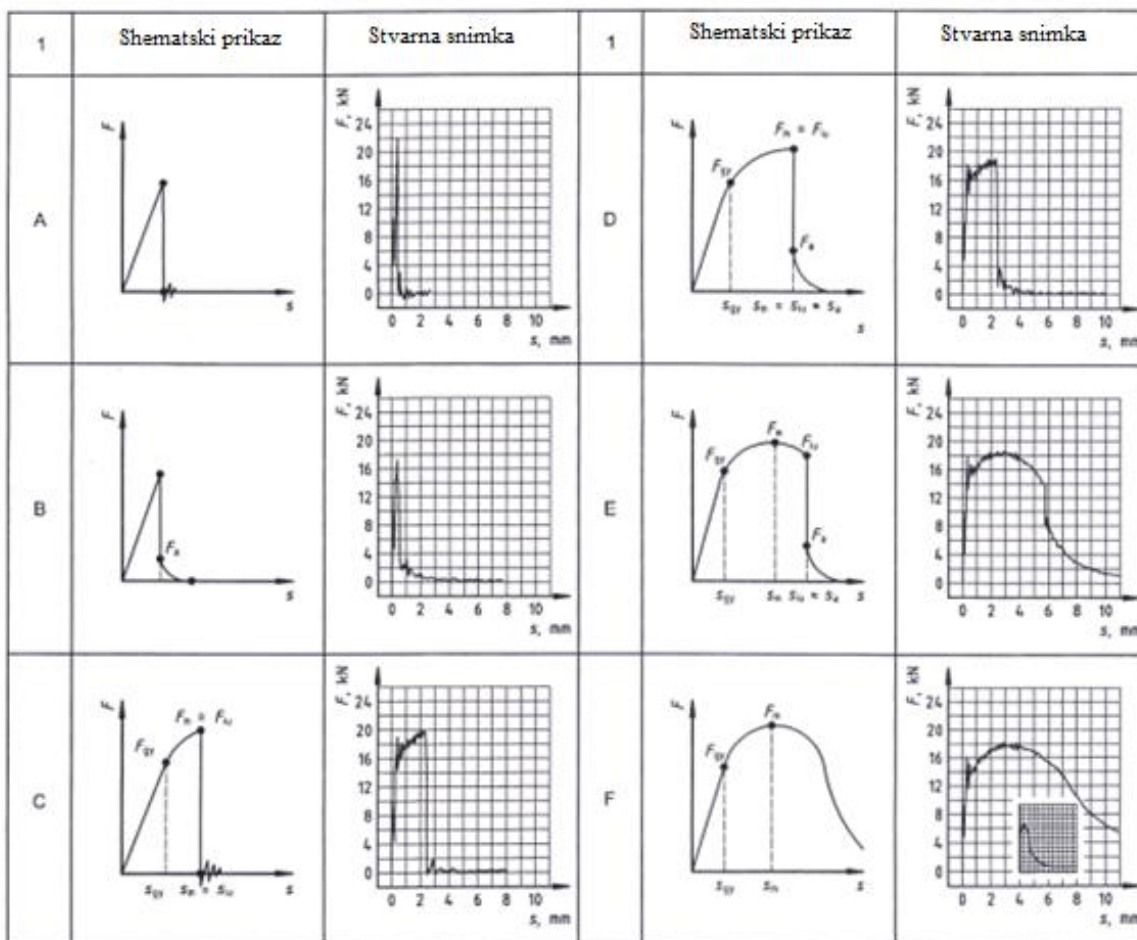 1 Shematski prikaz Stvarna snimka 1 Shematski prikaz Stvarna snimka
A
F
s
F, kN
24
20
16
12
8
4
0
0 2 4 6 8 10
s, mm
D
F
Fm = Fiu
Fgy
Fa
sgy sm = siu ≈ sa
s
F, kN
24
20
16
12
8
4
0
0 2 4 6 8 10
s, mm
B
F
Fa
s
F, kN
24
20
16
12
8
4
0
0 2 4 6 8 10
s, mm
E
F
Fm
Fgy Fiu
Fa
sgy sm siu ≈ sa
s
F, kN
24
20
16
12
8
4
0
0 2 4 6 8 10
s, mm
C
F
Fm = Fiu
Fgy
sgy sm = siu s
F, kN
24
20
16
12
8
4
0
0 2 4 6 8 10
s, mm
F
F
Fm
Fgy
sgy sm s
F, kN
24
20
16
12
8
4
0
0 2 4 6 8 10
s, mm